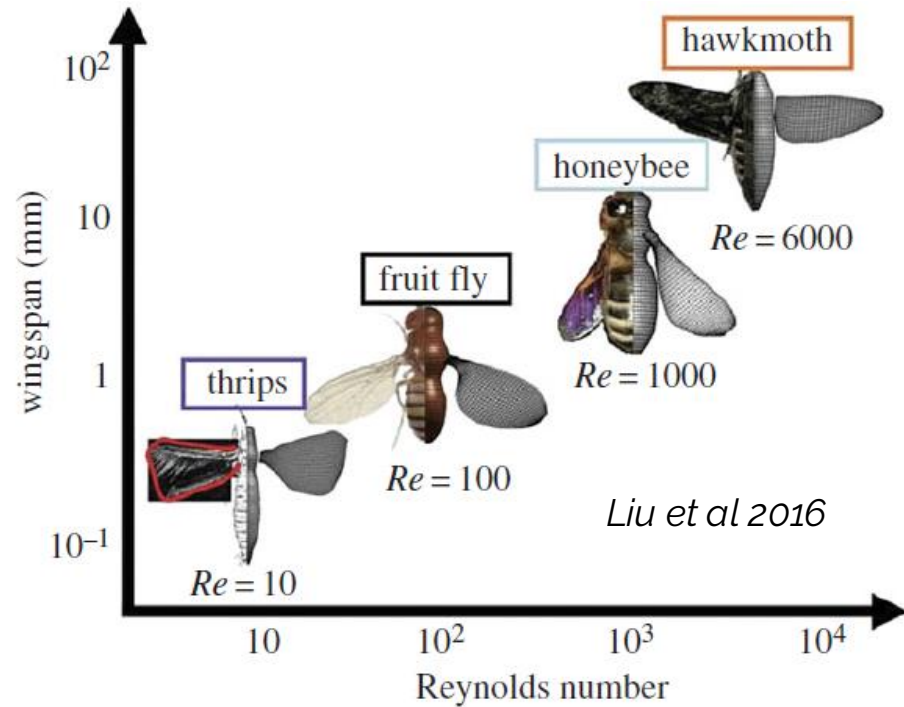 hawkmoth
10²
honeybee
10
Re = 6000
fruit fly
wingspan (mm)
1
thrips
Re = 1000
Re = 100
Liu et al 2016
10⁻¹
Re = 10
10
10²
10³
10⁴
Reynolds number